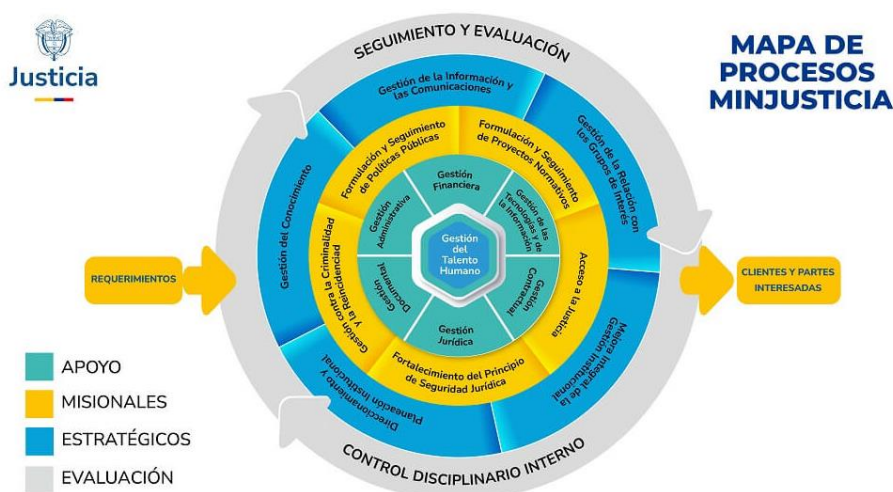 Justicia
MAPA DE
PROCESOS
MINJUSTICIA
SEGUIMIENTO Y EVALUACIÓN
Gestión de la Información y
las Comunicaciones
Gestión de la Relación con
los Grupos de Interés
Mejora Integral de la
Gestión Institucional
Direccionamiento y
Planeación Institucional
Gestión del Conocimiento
Formulación y Seguimiento
de Políticas Públicas
Formulación y Seguimiento
de Proyectos Normativos
Acceso a la Justicia
Fortalecimiento del Principio
de Seguridad Jurídica
Gestión contra la Criminalidad
y la Reincidencia
Gestión
Financiera
Gestión de las
Tecnologías y de
la Información
Gestión
Contractual
Gestión
Jurídica
Gestión
Documental
Gestión
Administrativa
Gestión
del
Talento
Humano
REQUERIMIENTOS
CLIENTES Y PARTES
INTERESADAS
APOYO
MISIONALES
ESTRATÉGICOS
EVALUACIÓN
CONTROL DISCIPLINARIO INTERNO